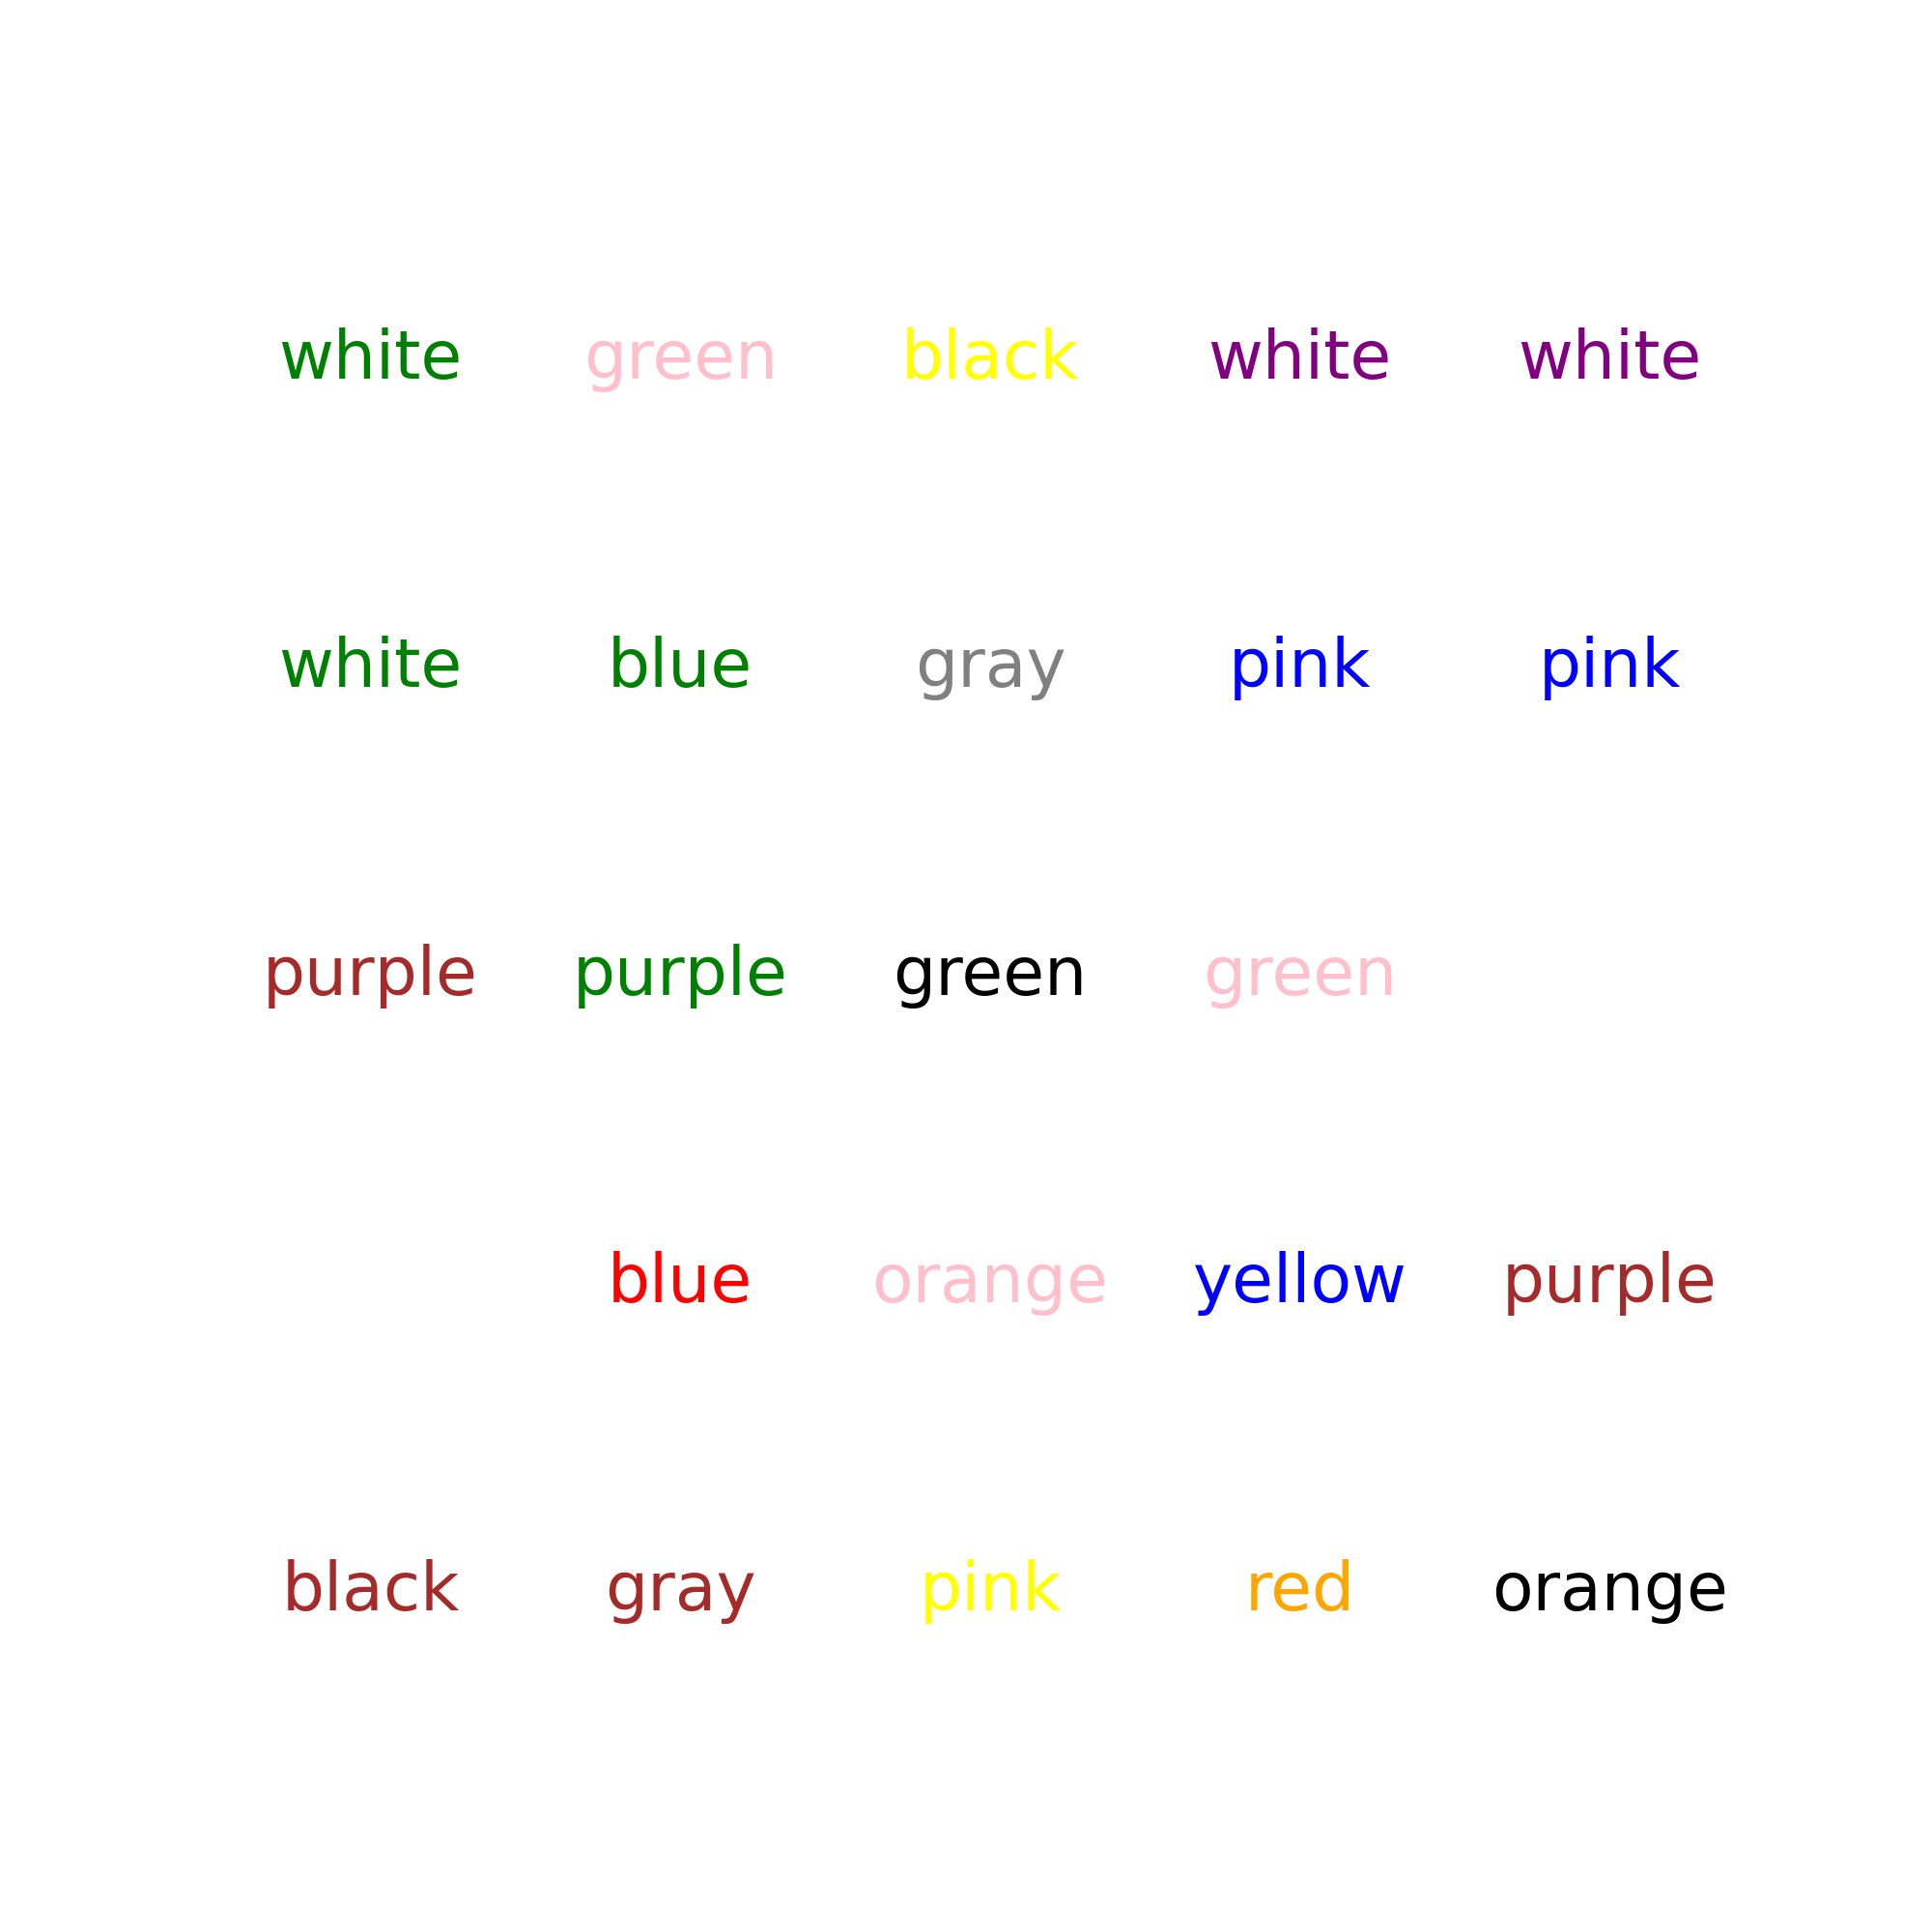 white green black white white
white blue gray pink pink
purple purple green green
blue orange yellow purple
black gray pink red orange